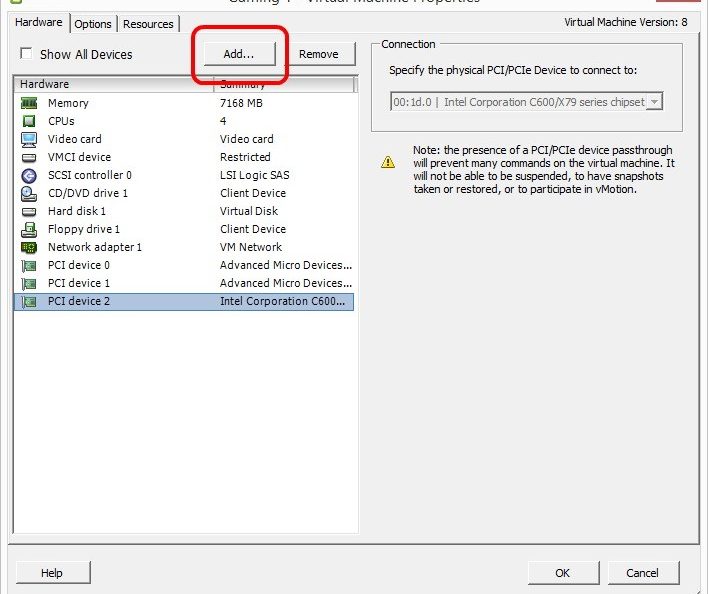 Gaming 1 - Virtual Machine Properties
Hardware Options Resources
Virtual Machine Version: 8
Show All Devices
Add...
Remove
Hardware Summary
Memory 7168 MB
CPUs 4
Video card Video card
VMCI device Restricted
SCSI controller 0 LSI Logic SAS
CD/DVD drive 1 Client Device
Hard disk 1 Virtual Disk
Floppy drive 1 Client Device
Network adapter 1 VM Network
PCI device 0 Advanced Micro Devices...
PCI device 1 Advanced Micro Devices...
PCI device 2 Intel Corporation C600...
Connection
Specify the physical PCI/PCIe Device to connect to:
00:1d.0 | Intel Corporation C600/X79 series chipset
Note: the presence of a PCI/PCIe device passthrough
will prevent many commands on the virtual machine. It
will not be able to be suspended, to have snapshots
taken or restored, or to participate in vMotion.
Help
OK
Cancel